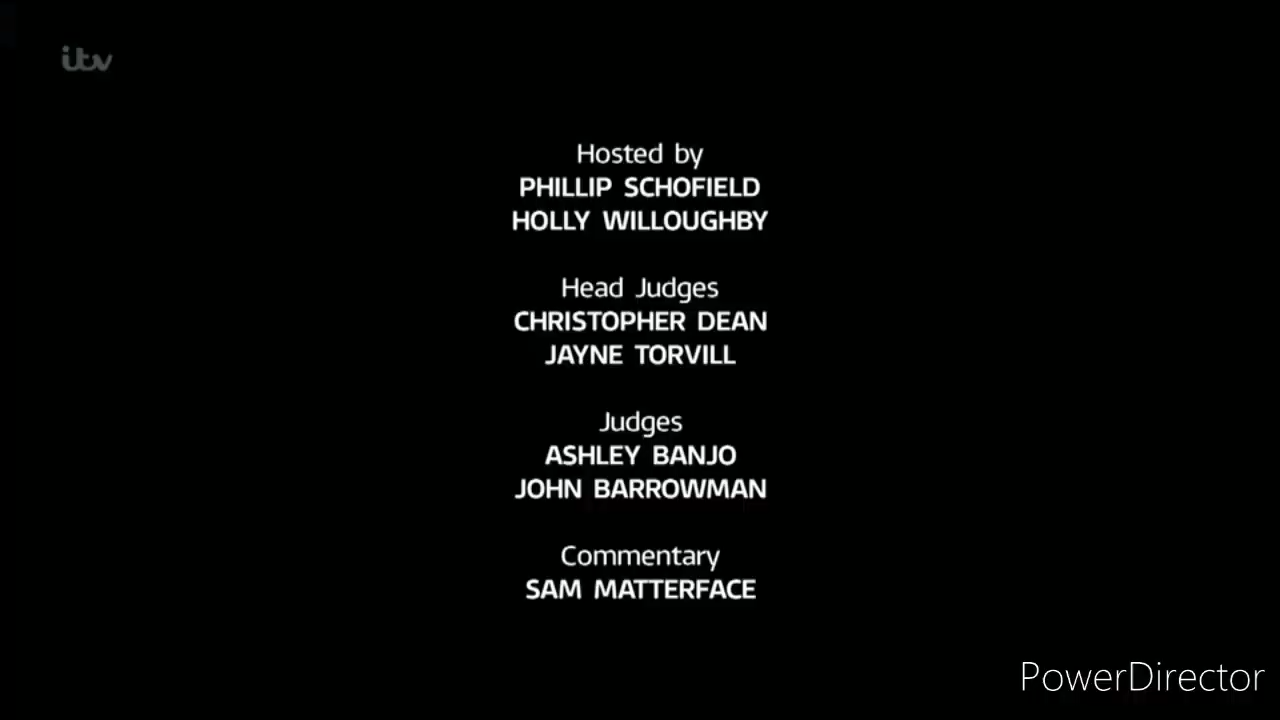 itv
Hosted by
PHILLIP SCHOFIELD
HOLLY WILLOUGHBY
Head Judges
CHRISTOPHER DEAN
JAYNE TORVILL
Judges
ASHLEY BANJO
JOHN BARROWMAN
Commentary
SAM MATTERFACE
PowerDirector